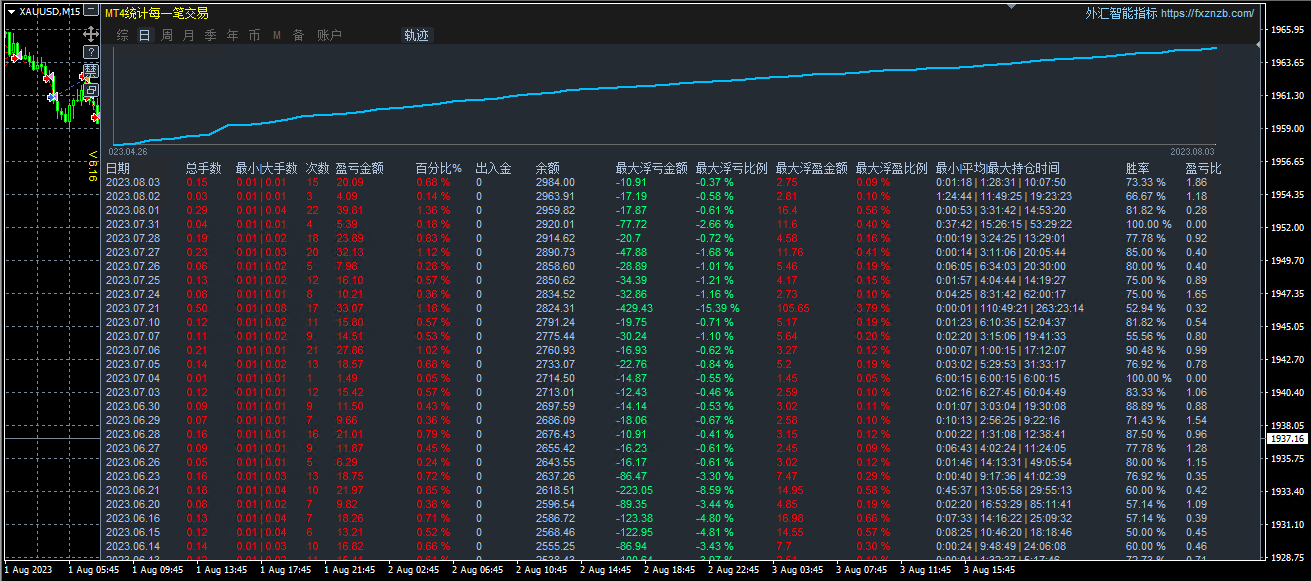 XAUUSD,M15
MT4统计每一笔交易
外汇智能指标 https://fxznzb.com/
综 日 周 月 季 年 币 M 备 账户 轨迹
?
禁
V 6.16
023.04.26 2023.08.03
日期 总手数 最小|大手数 次数 盈亏金额 百分比% 出入金 余额 最大浮亏金额 最大浮亏比例 最大浮盈金额 最大浮盈比例 最小|平均|最大持仓时间 胜率 盈亏比
2023.08.03 0.15 0.01 | 0.01 15 20.09 0.68 % 0 2984.00 -10.91 -0.37 % 2.75 0.09 % 0:01:18 | 1:28:31 | 10:07:50 73.33 % 1.86
2023.08.02 0.03 0.01 | 0.01 3 4.09 0.14 % 0 2963.91 -17.19 -0.58 % 2.81 0.10 % 1:24:44 | 11:49:25 | 19:23:23 66.67 % 1.18
2023.08.01 0.29 0.01 | 0.04 22 39.81 1.36 % 0 2959.82 -17.87 -0.61 % 16.4 0.56 % 0:00:53 | 3:31:42 | 14:53:20 81.82 % 0.28
2023.07.31 0.04 0.01 | 0.01 4 5.39 0.18 % 0 2920.01 -77.72 -2.66 % 11.6 0.40 % 0:37:42 | 15:26:15 | 53:29:22 100.00 % 0.00
2023.07.28 0.19 0.01 | 0.02 18 23.89 0.83 % 0 2914.62 -20.7 -0.72 % 4.58 0.16 % 0:00:19 | 3:24:25 | 13:29:01 77.78 % 0.92
2023.07.27 0.23 0.01 | 0.03 20 32.13 1.12 % 0 2890.73 -47.88 -1.68 % 11.76 0.41 % 0:00:14 | 3:11:06 | 20:05:44 85.00 % 0.40
2023.07.26 0.06 0.01 | 0.02 5 7.98 0.28 % 0 2858.60 -28.89 -1.01 % 5.46 0.19 % 0:06:05 | 6:34:03 | 20:30:00 80.00 % 0.40
2023.07.25 0.13 0.01 | 0.02 12 16.10 0.57 % 0 2850.62 -34.39 -1.21 % 4.17 0.15 % 0:01:57 | 4:04:44 | 14:19:27 75.00 % 0.89
2023.07.24 0.08 0.01 | 0.01 8 10.21 0.36 % 0 2834.52 -32.86 -1.16 % 2.73 0.10 % 0:04:25 | 8:31:42 | 62:00:17 75.00 % 1.65
2023.07.21 0.50 0.01 | 0.08 17 33.07 1.18 % 0 2824.31 -429.43 -15.39 % 105.65 3.79 % 0:00:01 | 110:49:21 | 263:23:14 52.94 % 0.32
2023.07.10 0.12 0.01 | 0.02 11 15.80 0.57 % 0 2791.24 -19.75 -0.71 % 5.17 0.19 % 0:01:23 | 6:10:35 | 52:04:37 81.82 % 0.54
2023.07.07 0.11 0.01 | 0.02 9 14.51 0.53 % 0 2775.44 -30.24 -1.10 % 5.64 0.20 % 0:02:20 | 3:15:06 | 19:41:33 55.56 % 0.80
2023.07.06 0.21 0.01 | 0.01 21 27.86 1.02 % 0 2760.93 -16.93 -0.62 % 3.27 0.12 % 0:00:07 | 1:00:15 | 17:12:07 90.48 % 0.99
2023.07.05 0.14 0.01 | 0.02 13 18.57 0.68 % 0 2733.07 -22.76 -0.84 % 5.2 0.19 % 0:03:02 | 5:29:53 | 31:33:17 76.92 % 0.78
2023.07.04 0.01 0.01 | 0.01 1 1.49 0.05 % 0 2714.50 -14.87 -0.55 % 1.45 0.05 % 6:00:15 | 6:00:15 | 6:00:15 100.00 % 0.00
2023.07.03 0.12 0.01 | 0.01 12 15.42 0.57 % 0 2713.01 -12.43 -0.46 % 2.59 0.10 % 0:02:16 | 6:27:45 | 60:04:49 83.33 % 1.06
2023.06.30 0.09 0.01 | 0.01 9 11.50 0.43 % 0 2697.59 -14.14 -0.53 % 3.02 0.11 % 0:01:07 | 3:03:04 | 19:30:08 88.89 % 0.88
2023.06.29 0.07 0.01 | 0.01 7 9.66 0.36 % 0 2686.09 -18.06 -0.67 % 2.58 0.10 % 0:10:13 | 2:56:25 | 9:22:16 71.43 % 1.54
2023.06.28 0.16 0.01 | 0.01 16 21.01 0.79 % 0 2676.43 -10.91 -0.41 % 3.15 0.12 % 0:00:22 | 1:31:08 | 12:38:41 87.50 % 0.96
2023.06.27 0.09 0.01 | 0.01 9 11.87 0.45 % 0 2655.42 -16.23 -0.61 % 2.45 0.09 % 0:06:43 | 4:02:24 | 11:24:05 77.78 % 1.28
2023.06.26 0.05 0.01 | 0.01 5 6.29 0.24 % 0 2643.55 -16.17 -0.61 % 3.02 0.12 % 0:01:46 | 14:13:31 | 49:05:54 80.00 % 1.15
2023.06.23 0.16 0.01 | 0.03 13 18.75 0.72 % 0 2637.26 -86.47 -3.30 % 7.47 0.29 % 0:00:40 | 9:17:36 | 41:02:39 76.92 % 0.35
2023.06.21 0.18 0.01 | 0.04 10 21.97 0.85 % 0 2618.51 -223.05 -8.59 % 14.95 0.58 % 0:45:37 | 13:05:58 | 29:55:13 60.00 % 0.42
2023.06.20 0.08 0.01 | 0.02 7 9.82 0.38 % 0 2596.54 -89.35 -3.44 % 4.85 0.19 % 0:02:20 | 16:53:29 | 85:11:41 57.14 % 1.09
2023.06.16 0.13 0.01 | 0.04 7 18.26 0.71 % 0 2586.72 -123.38 -4.80 % 16.98 0.66 % 0:07:33 | 14:16:22 | 25:09:32 57.14 % 0.39
2023.06.15 0.12 0.01 | 0.04 6 13.21 0.52 % 0 2568.46 -122.95 -4.81 % 14.55 0.57 % 0:08:25 | 10:46:20 | 18:18:46 50.00 % 0.45
2023.06.14 0.14 0.01 | 0.03 10 16.82 0.66 % 0 2555.25 -86.94 -3.43 % 7.7 0.30 % 0:00:24 | 9:48:49 | 24:06:08 60.00 % 0.46
1965.95
1963.65
1961.30
1959.00
1956.65
1954.35
1952.00
1949.70
1947.35
1945.05
1942.70
1940.40
1938.05
1937.16
1935.75
1933.40
1931.10
1928.75
1 Aug 2023 1 Aug 05:45 1 Aug 09:45 1 Aug 13:45 1 Aug 17:45 1 Aug 21:45 2 Aug 02:45 2 Aug 06:45 2 Aug 10:45 2 Aug 14:45 2 Aug 18:45 2 Aug 22:45 3 Aug 03:45 3 Aug 07:45 3 Aug 11:45 3 Aug 15:45